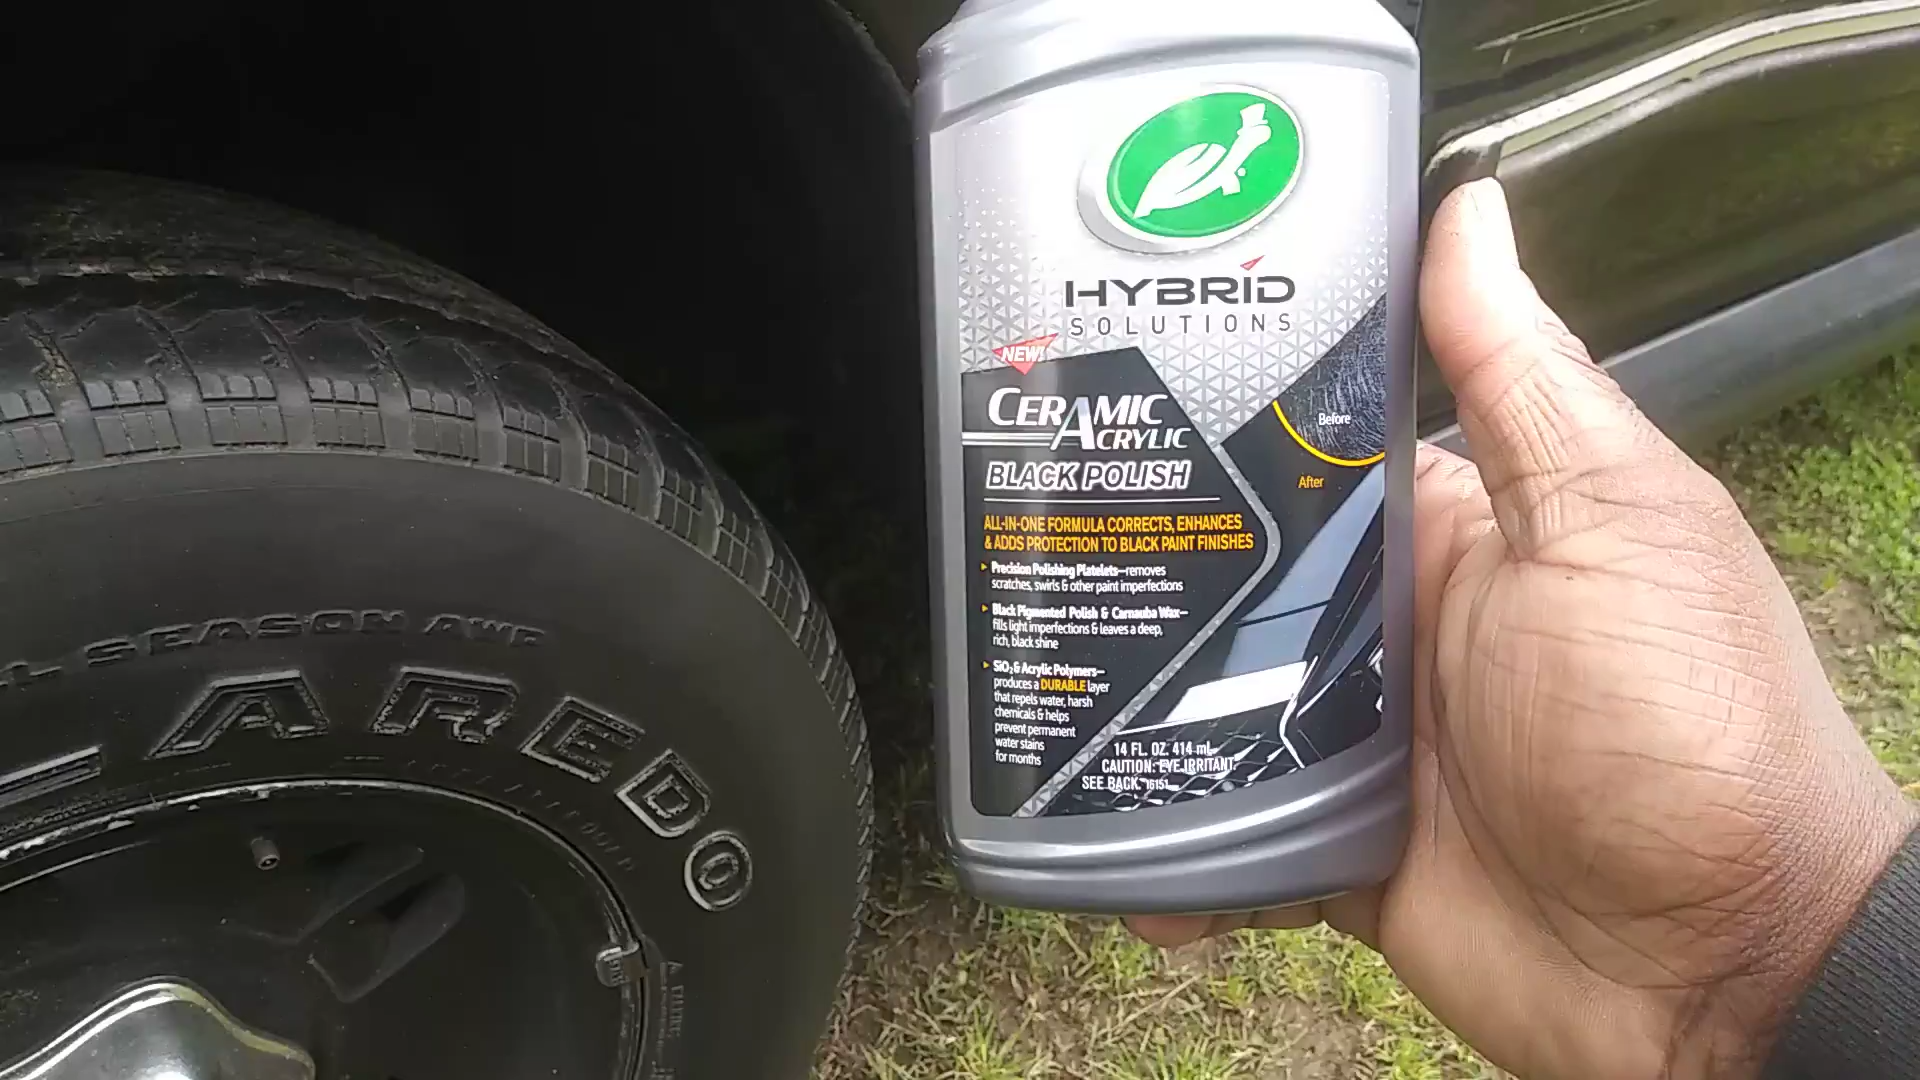 HYBRID
SOLUTIONS
NEW!
CERAMIC
ACRYLIC
BLACK POLISH
ALL-IN-ONE FORMULA CORRECTS, ENHANCES
& ADDS PROTECTION TO BLACK PAINT FINISHES
Precision Polishing Platelets—removes
scratches, swirls & other paint imperfections
Black Pigmented Polish & Carnauba Wax—
fills light imperfections & leaves a deep,
rich, black shine
SiO₂ & Acrylic Polymers—
produces a DURABLE layer
that repels water, harsh
chemicals & helps
prevent permanent
water stains
for months
Before
After
14 FL. OZ. 414 mL
CAUTION: EYE IRRITANT.
SEE BACK. 16151
SEASON
AREDO